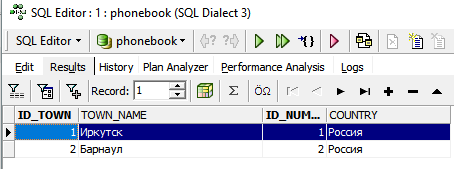 SQL Editor : 1 : phonebook (SQL Dialect 3)
SQL Editor phonebook
Edit Results History Plan Analyzer Performance Analysis Logs
Record: 1 Σ ÖΩ
ID_TOWN TOWN_NAME ID_NUM... COUNTRY
1 Иркутск 1 Россия
2 Барнаул 2 Россия